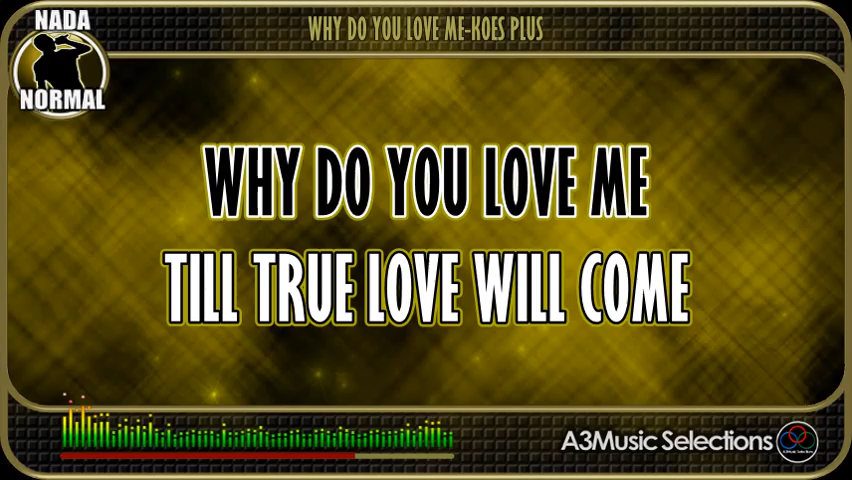 NADA
NORMAL
WHY DO YOU LOVE ME-KOES PLUS
WHY DO YOU LOVE ME
TILL TRUE LOVE WILL COME
A3Music Selections